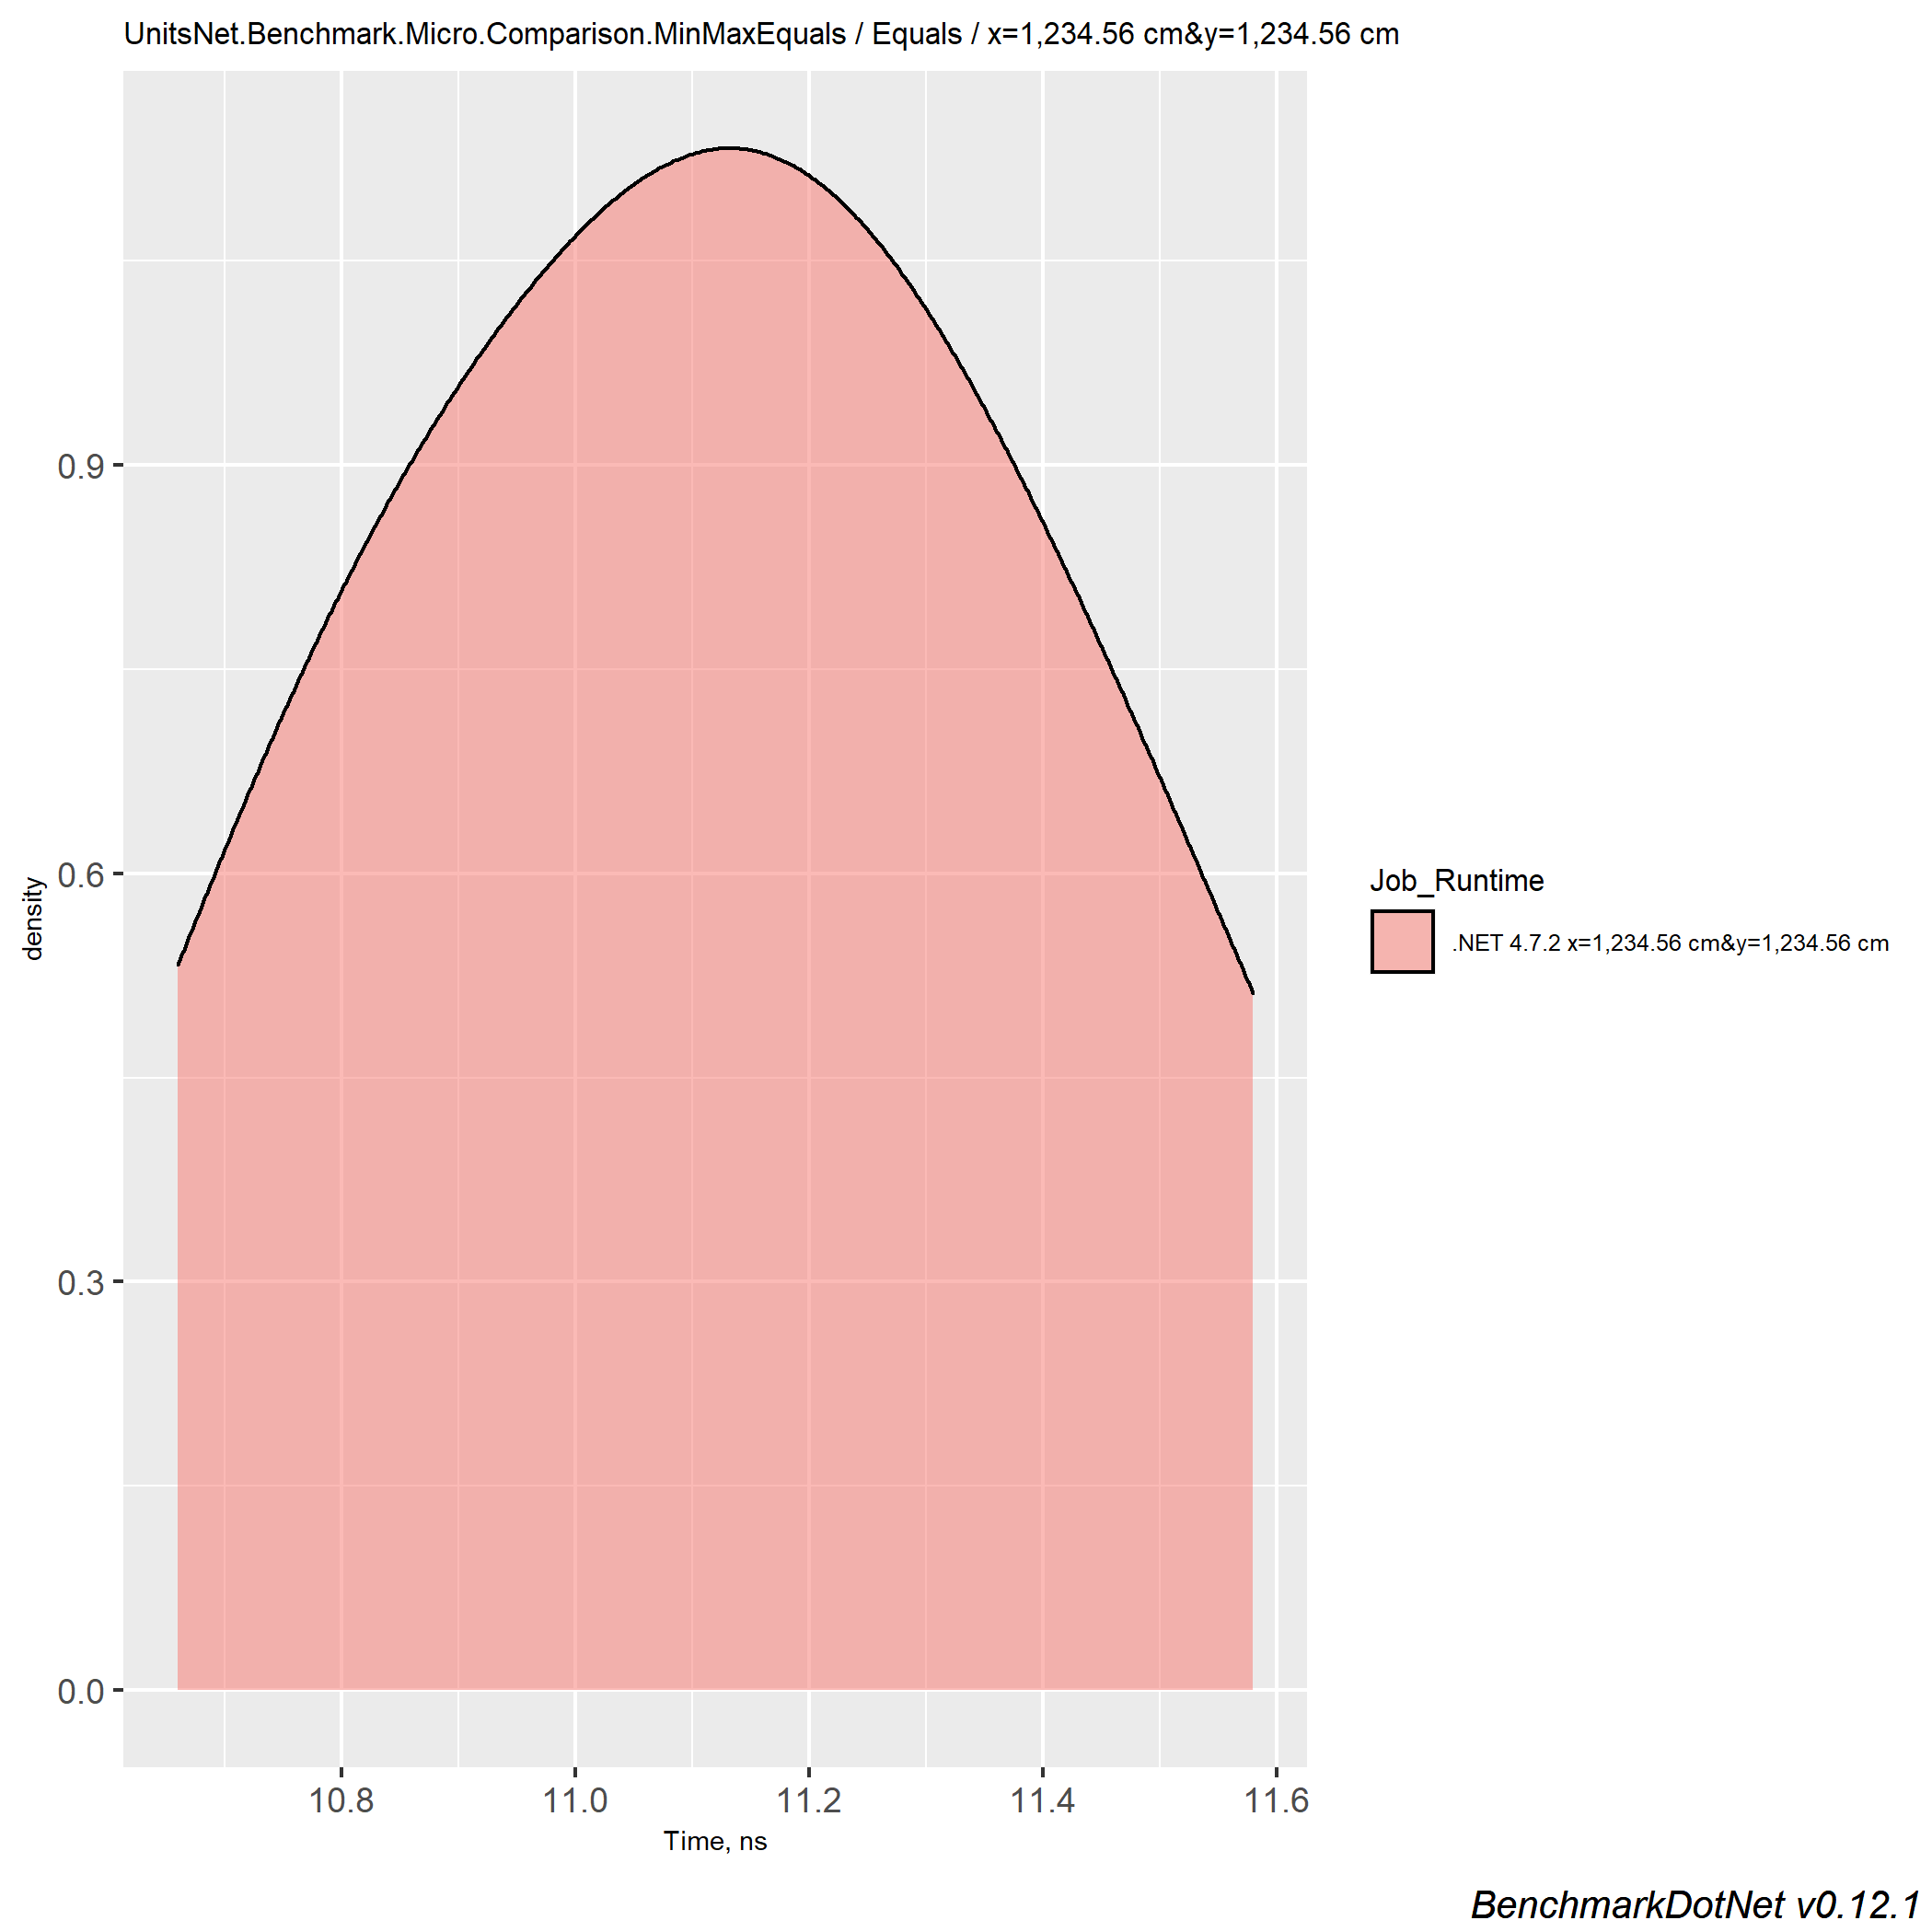 UnitsNet.Benchmark.Micro.Comparison.MinMaxEquals / Equals / x=1,234.56 cm&y=1,234.56 cm
density
0.9
0.6
0.3
0.0
10.8 11.0 11.2 11.4 11.6
Time, ns
Job_Runtime
.NET 4.7.2 x=1,234.56 cm&y=1,234.56 cm
BenchmarkDotNet v0.12.1